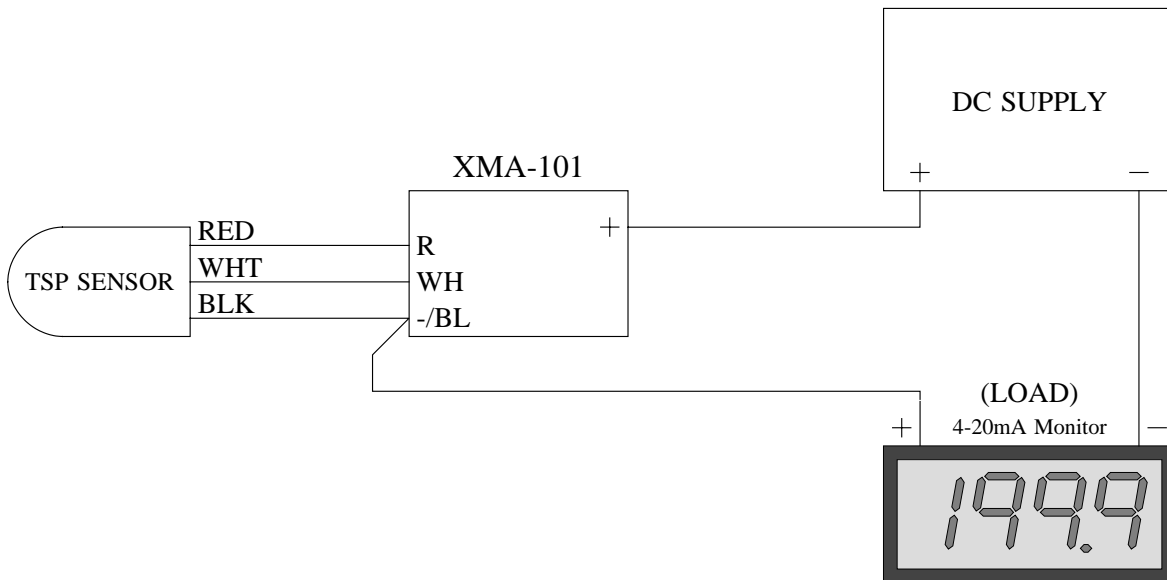 DC SUPPLY
+ —
XMA-101
RED
WHT
BLK
TSP SENSOR
R
WH
-/BL
+
(LOAD)
4-20mA Monitor
+ —
199.9